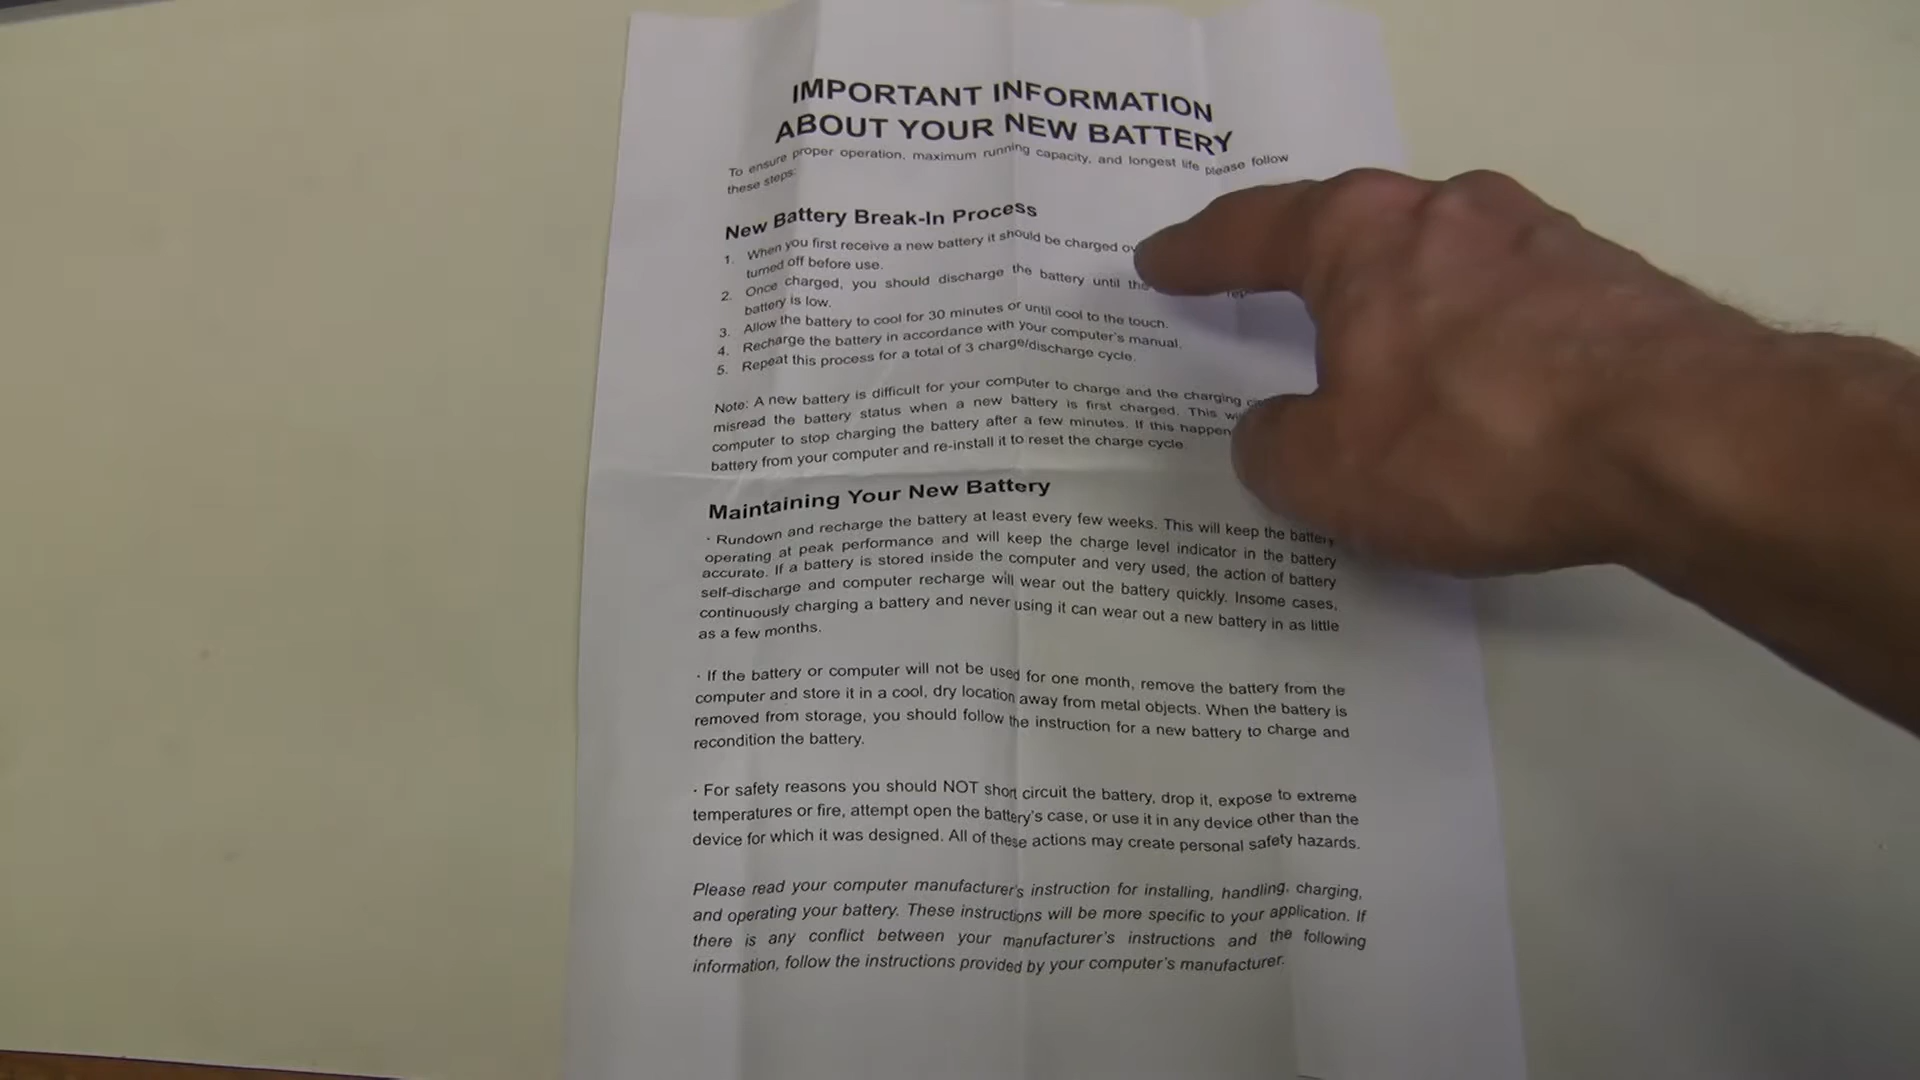 IMPORTANT INFORMATION
ABOUT YOUR NEW BATTERY
To ensure proper operation, maximum running capacity, and longest life please follow
these steps:
New Battery Break-In Process
1. When you first receive a new battery it should be charged
turned off before use.
2. Once charged, you should discharge the battery until the
battery is low.
3. Allow the battery to cool for 30 minutes or until cool to the touch.
4. Recharge the battery in accordance with your computer's manual.
5. Repeat this process for a total of 3 charge/discharge cycle.
Note: A new battery is difficult for your computer to charge and the charging
misread the battery status when a new battery is first charged. This
computer to stop charging the battery after a few minutes. If this
battery from your computer and re-install it to reset the charge cycle.
Maintaining Your New Battery
· Rundown and recharge the battery at least every few weeks. This will keep the battery
operating at peak performance and will keep the charge level indicator in the battery
accurate. If a battery is stored inside the computer and very used, the action of battery
self-discharge and computer recharge will wear out the battery quickly. Insome cases,
continuously charging a battery and never using it can wear out a new battery in as little
as a few months.
· If the battery or computer will not be used for one month, remove the battery from the
computer and store it in a cool, dry location away from metal objects. When the battery is
removed from storage, you should follow the instruction for a new battery to charge and
recondition the battery.
· For safety reasons you should NOT short circuit the battery, drop it, expose to extreme
temperatures or fire, attempt open the battery's case, or use it in any device other than the
device for which it was designed. All of these actions may create personal safety hazards.
Please read your computer manufacturer's instruction for installing, handling, charging,
and operating your battery. These instructions will be more specific to your application. If
there is any conflict between your manufacturer's instructions and the following
information, follow the instructions provided by your computer's manufacturer.